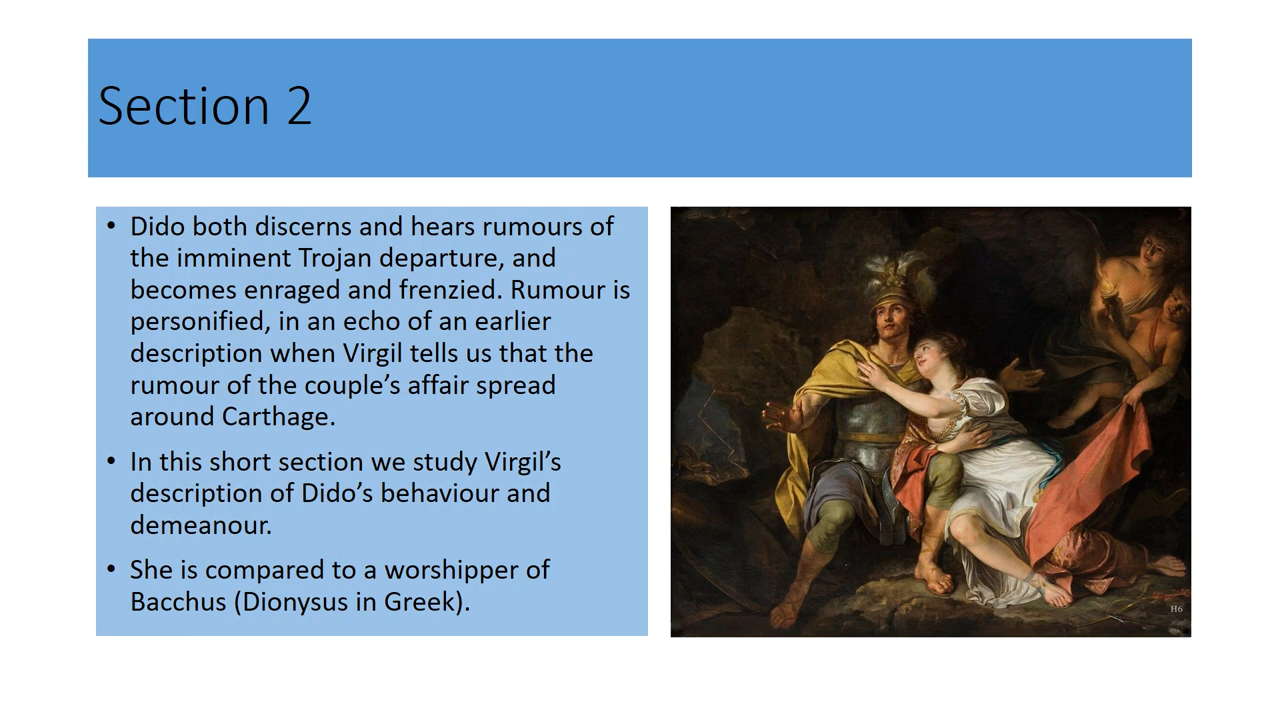 Section 2
• Dido both discerns and hears rumours of
the imminent Trojan departure, and
becomes enraged and frenzied. Rumour is
personified, in an echo of an earlier
description when Virgil tells us that the
rumour of the couple’s affair spread
around Carthage.
• In this short section we study Virgil’s
description of Dido’s behaviour and
demeanour.
• She is compared to a worshipper of
Bacchus (Dionysus in Greek).
H6